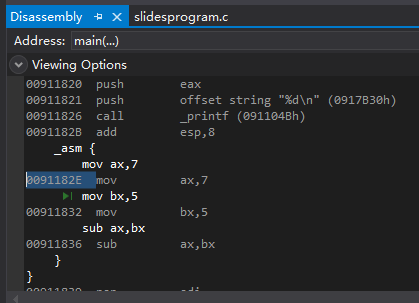 Disassembly slidesprogram.c
Address: main(...)
Viewing Options
00911820 push eax
00911821 push offset string "%d\n" (0917B30h)
00911826 call _printf (091104Bh)
0091182B add esp,8
_asm {
mov ax,7
0091182E mov ax,7
mov bx,5
00911832 mov bx,5
sub ax,bx
00911836 sub ax,bx
}
}